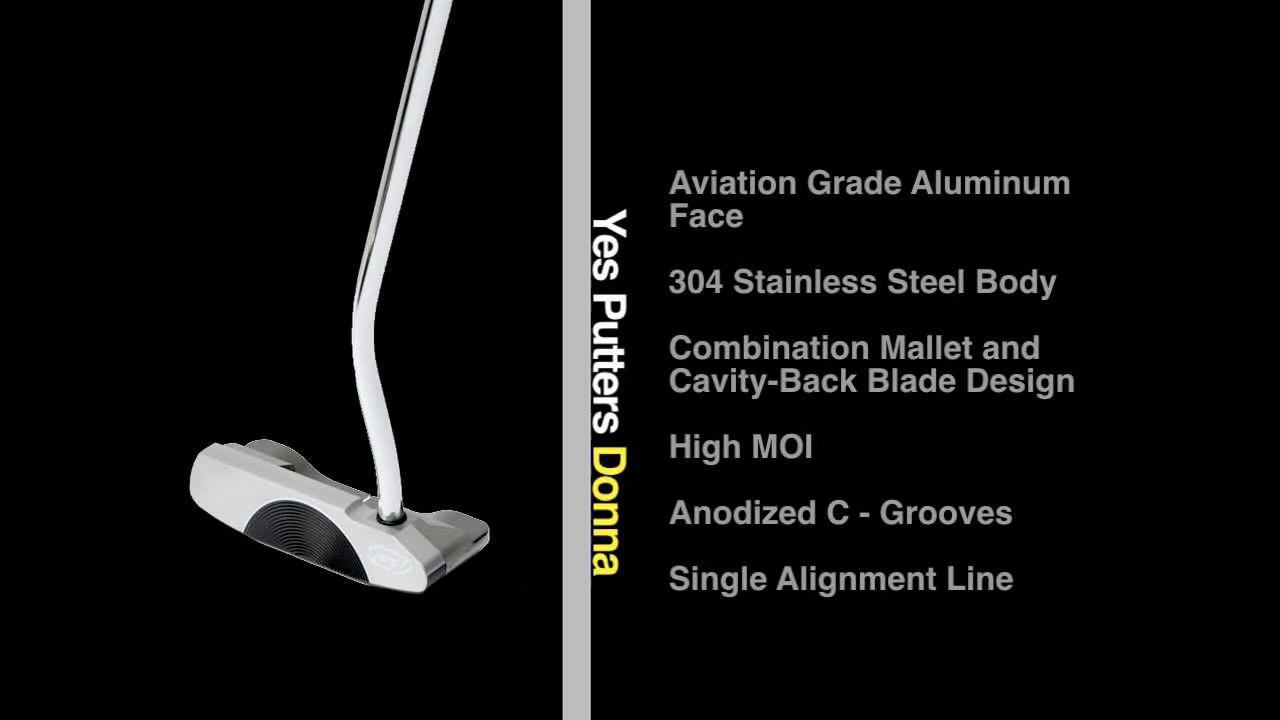 Yes Putters Donna
Aviation Grade Aluminum
Face
304 Stainless Steel Body
Combination Mallet and
Cavity-Back Blade Design
High MOI
Anodized C - Grooves
Single Alignment Line